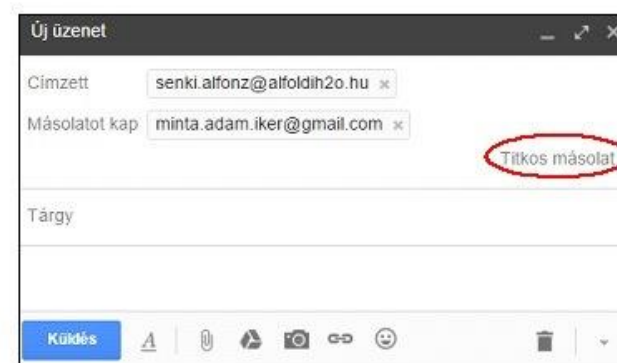 Új üzenet
Címzett senki.alfonz@alfoldih2o.hu ×
Másolatot kap minta.adam.iker@gmail.com ×
Titkos másolat
Tárgy
Küldés A